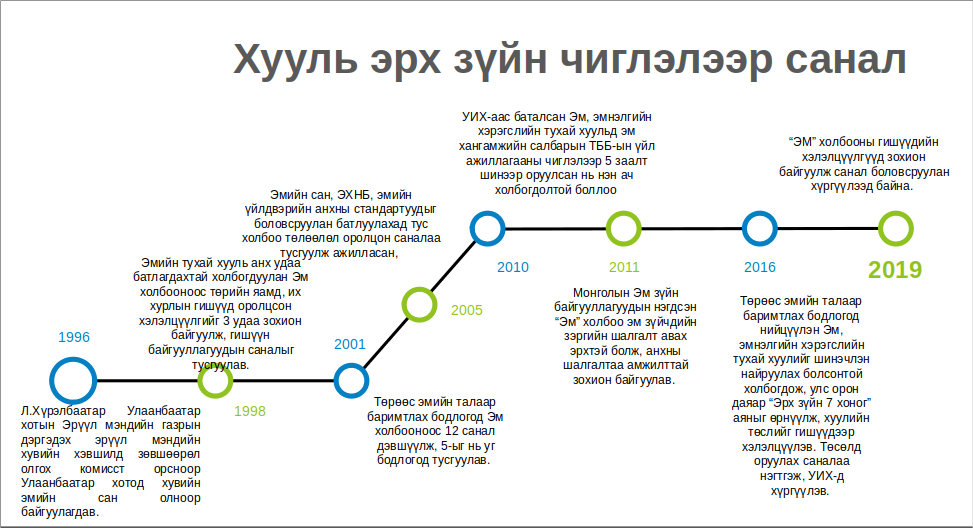 Хууль эрх зүйн чиглэлээр санал
1996
Л.Хүрэлбаатар Улаанбаатар
хотын Эрүүл мэндийн газрын
дэргэдэх эрүүл мэндийн
хувийн хэвшилд зөвшөөрөл
олгох комисст орсноор
Улаанбаатар хотод хувийн
эмийн сан олноор
байгуулагдав.
Эмийн тухай хууль анх удаа
батлагдахтай холбогдуулан Эм
холбооноос төрийн яамд, их
хурлын гишүүд оролцсон
хэлэлцүүлгийг 3 удаа зохион
байгуулж, гишүүн
байгууллагуудын саналыг
тусгуулав.
1998
2001
Төрөөс эмийн талаар
баримтлах бодлогод Эм
холбооноос 12 санал
дэвшүүлж, 5-ыг нь уг
бодлогод тусгуулав.
Эмийн сан, ЭХНБ, эмийн
үйлдвэрийн анхны стандартуудыг
боловсруулан батлуулахад тус
холбоо төлөөлөл оролцон саналаа
тусгуулж ажилласан,
2005
УИХ-аас баталсан Эм, эмнэлгийн
хэрэгслийн тухай хуульд эм
хангамжийн салбарын ТББ-ын үйл
ажиллагааны чиглэлээр 5 заалт
шинээр оруулсан нь нэн ач
холбогдолтой боллоо
2010
2011
Монголын Эм зүйн
байгууллагуудын нэгдсэн
“Эм” холбоо эм зүйчдийн
зэргийн шалгалт авах
эрхтэй болж, анхны
шалгалтаа амжилттай
зохион байгуулав.
2016
Төрөөс эмийн талаар
баримтлах бодлогод
нийцүүлэн Эм,
эмнэлгийн хэрэгслийн
тухай хуулийг шинэчлэн
найруулах болсонтой
холбогдож, улс орон
даяар “Эрх зүйн 7 хоног”
аяныг өрнүүлж, хуулийн
төслийг гишүүдээр
хэлэлцүүлэв. Төсөлд
оруулах саналаа
нэгтгэж, УИХ-д
хүргүүлэв.
“ЭМ” холбооны гишүүдийн
хэлэлцүүлгүүд зохион
байгуулж санал боловсруулан
хүргүүлээд байна.
2019